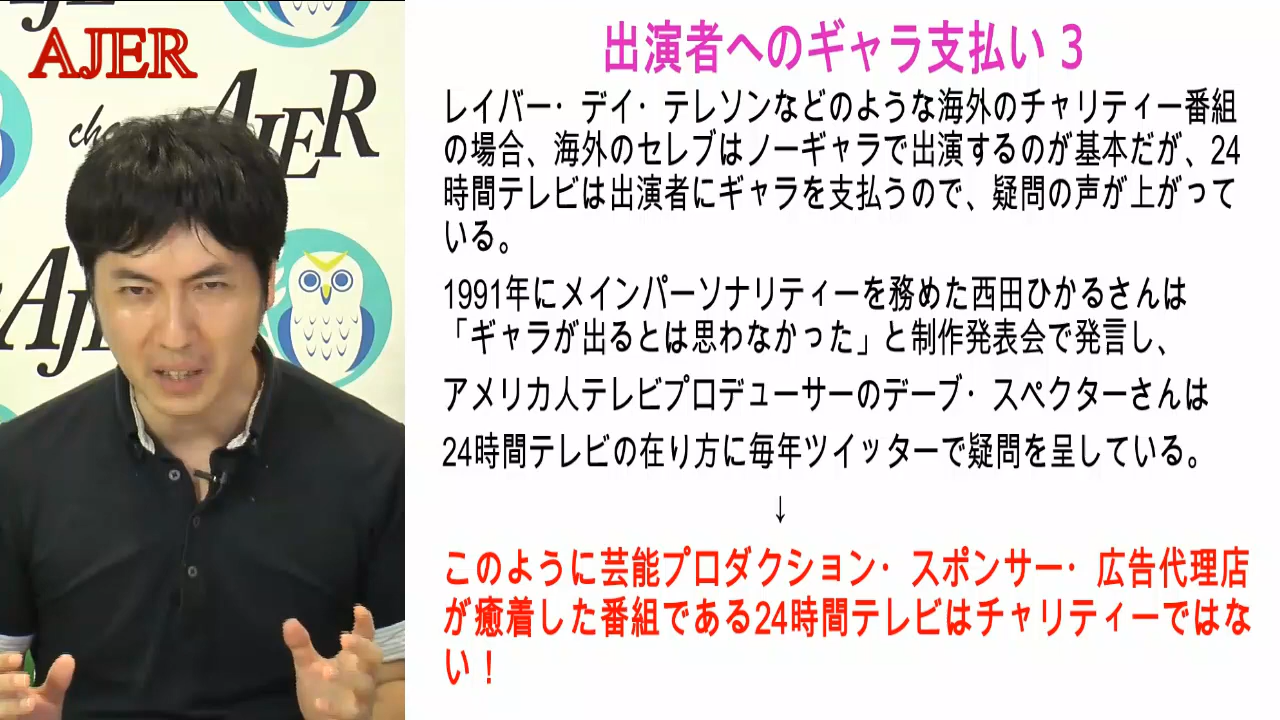 AJER
AJER
channel AJER
AJER
出演者へのギャラ支払い３
レイバー・デイ・テレソンなどのような海外のチャリティー番組
の場合、海外のセレブはノーギャラで出演するのが基本だが、24
時間テレビは出演者にギャラを支払うので、疑問の声が上がって
いる。
1991年にメインパーソナリティーを務めた西田ひかるさんは
「ギャラが出るとは思わなかった」と制作発表会で発言し、
アメリカ人テレビプロデューサーのデーブ・スペクターさんは
24時間テレビの在り方に毎年ツイッターで疑問を呈している。
↓
このように芸能プロダクション・スポンサー・広告代理店
が癒着した番組である24時間テレビはチャリティーではな
い！